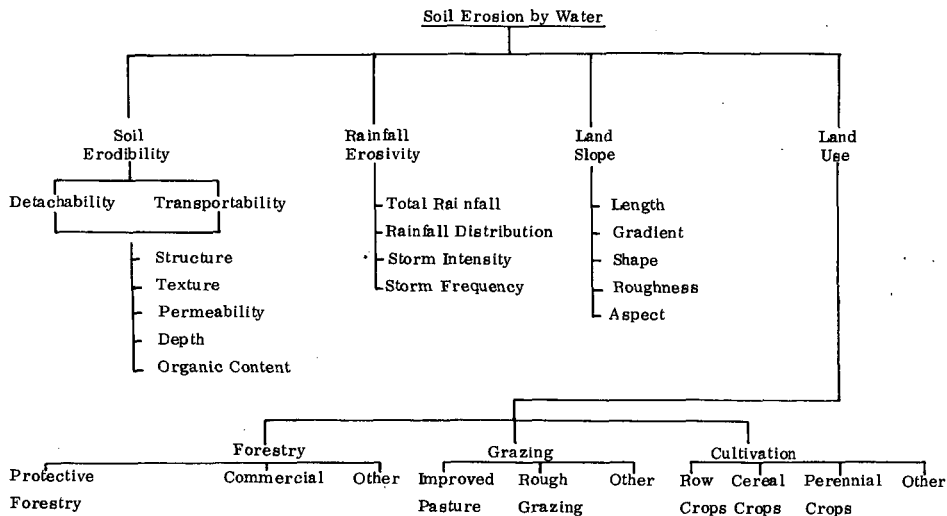 Soil Erosion by Water
Soil
Erodibility
Rainfall
Erosivity
Land
Slope
Land
Use
Detachability
Transportability
Structure
Texture
Permeability
Depth
Organic Content
Total Rainfall
Rainfall Distribution
Storm Intensity
Storm Frequency
Length
Gradient
Shape
Roughness
Aspect
Forestry
Grazing
Cultivation
Protective
Forestry
Commercial
Other
Improved
Pasture
Rough
Grazing
Other
Row
Crops
Cereal
Crops
Perennial
Crops
Other